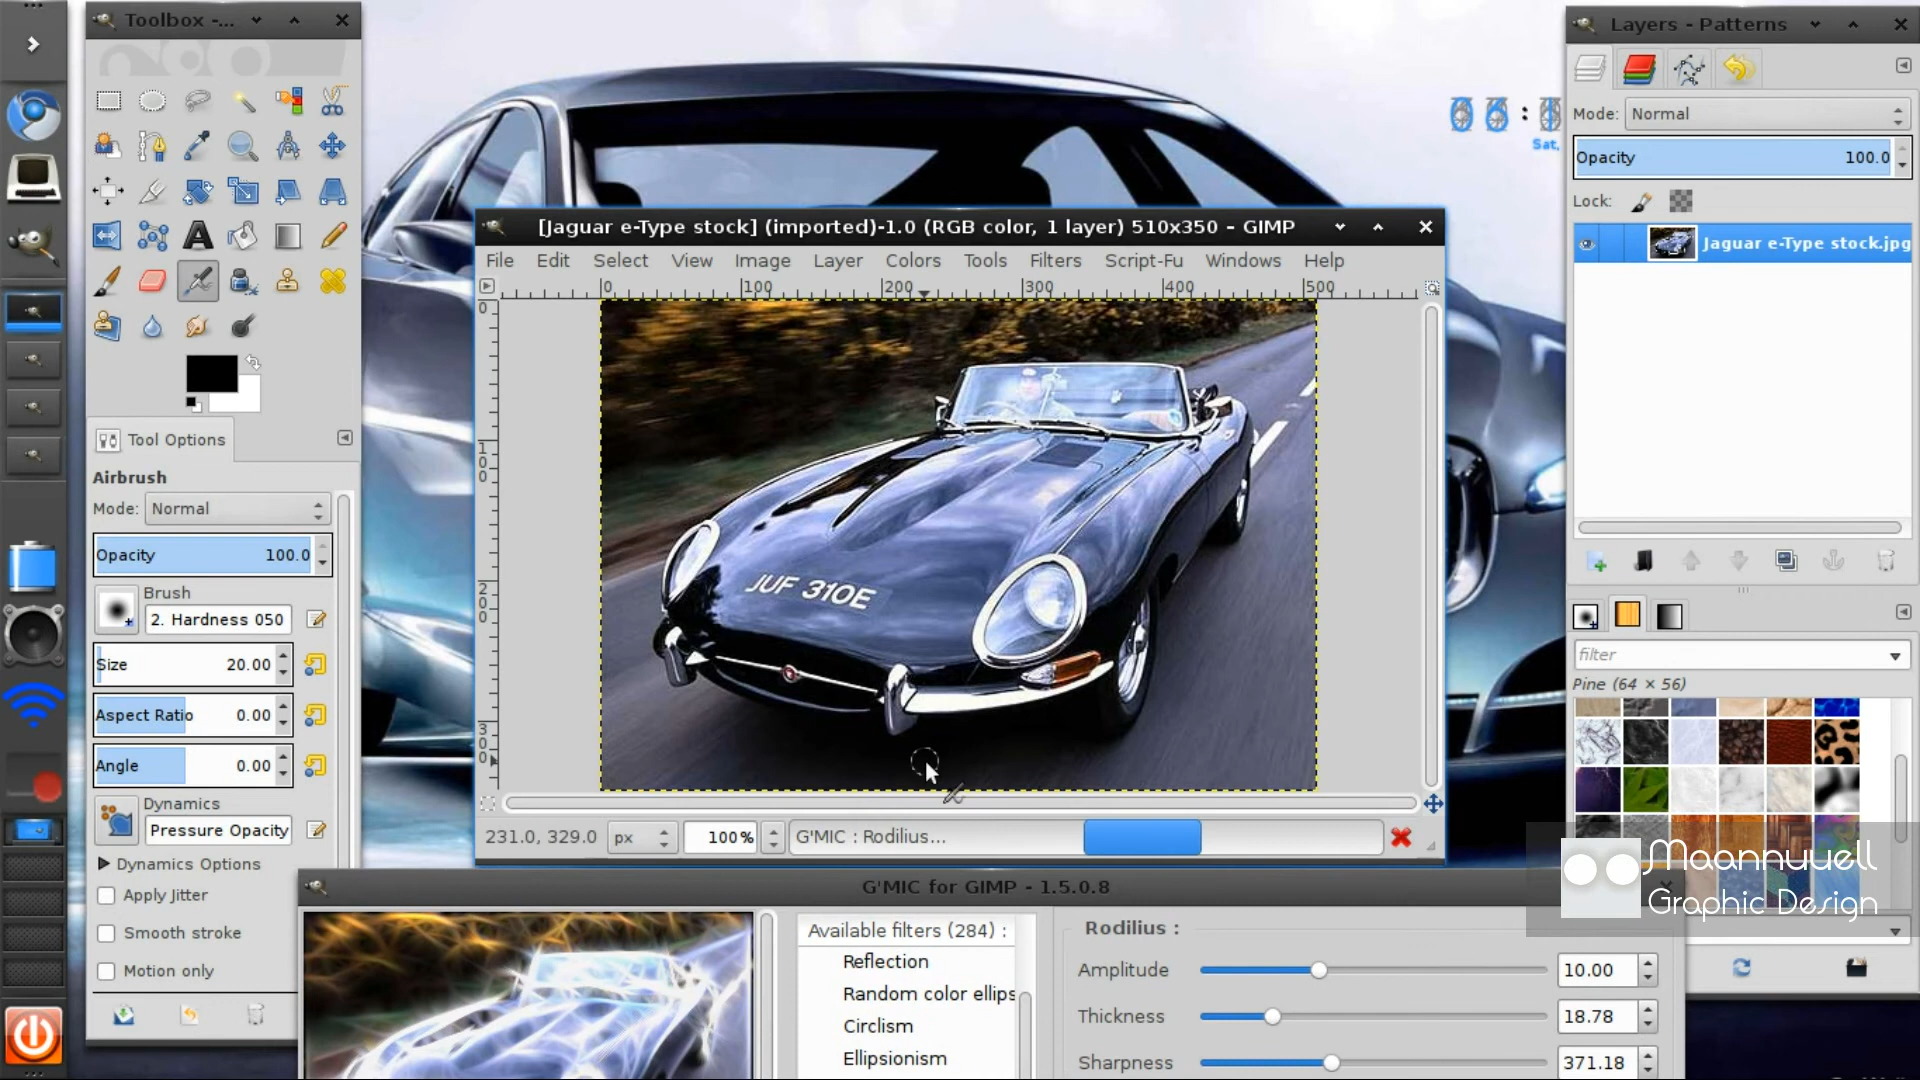 Toolbox -...
Tool Options
Airbrush
Mode: Normal
Opacity 100.0
Brush
2. Hardness 050
Size 20.00
Aspect Ratio 0.00
Angle 0.00
Dynamics
Pressure Opacity
Dynamics Options
Apply Jitter
Smooth stroke
Motion only
[Jaguar e-Type stock] (imported)-1.0 (RGB color, 1 layer) 510x350 – GIMP
File Edit Select View Image Layer Colors Tools Filters Script-Fu Windows Help
0 100 200 300 400 500
0
100
200
300
JUF 310E
231.0, 329.0 px 100% G'MIC : Rodilius...
G'MIC for GIMP - 1.5.0.8
Available filters (284) :
Reflection
Random color ellips
Circlism
Ellipsionism
Rodilius :
Amplitude 10.00
Thickness 18.78
Sharpness 371.18
06:
Sat,
Layers - Patterns
Mode: Normal
Opacity 100.0
Lock:
Jaguar e-Type stock.jpg
filter
Pine (64 × 56)
Maannuuell
Graphic Design